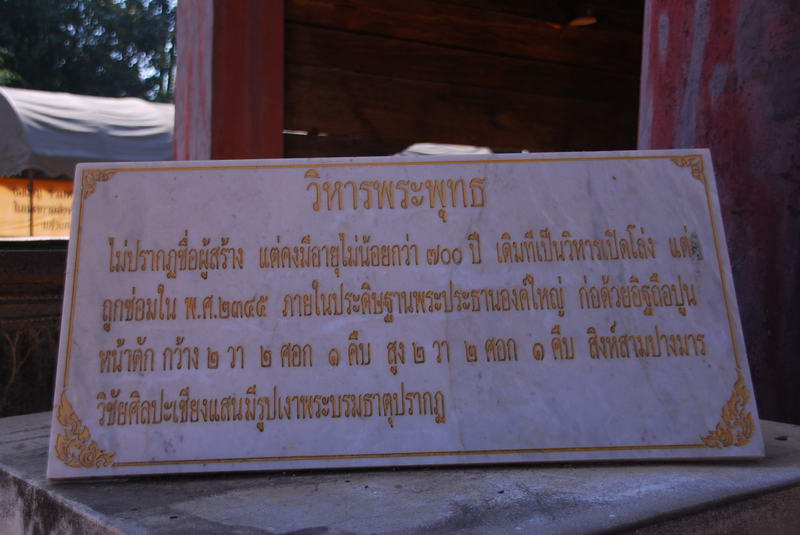 วิหารพระพุทธ
ไม่ปรากฏชื่อผู้สร้าง แต่คงมีอายุไม่น้อยกว่า ๗๐๐ ปี เดิมทีเป็นวิหารเปิดโล่ง แต่
ถูกซ่อมใน พ.ศ.๒๓๔๕ ภายในประดิษฐานพระประธานองค์ใหญ่ ก่อด้วยอิฐถือปูน
หน้าตัก กว้าง ๒ วา ๒ ศอก ๑ คืบ สูง ๒ วา ๒ ศอก ๑ คืบ สิงห์สามปางมาร
วิชัยศิลปะเชียงแสนมีรูปเงาพระบรมธาตุปรากฏ